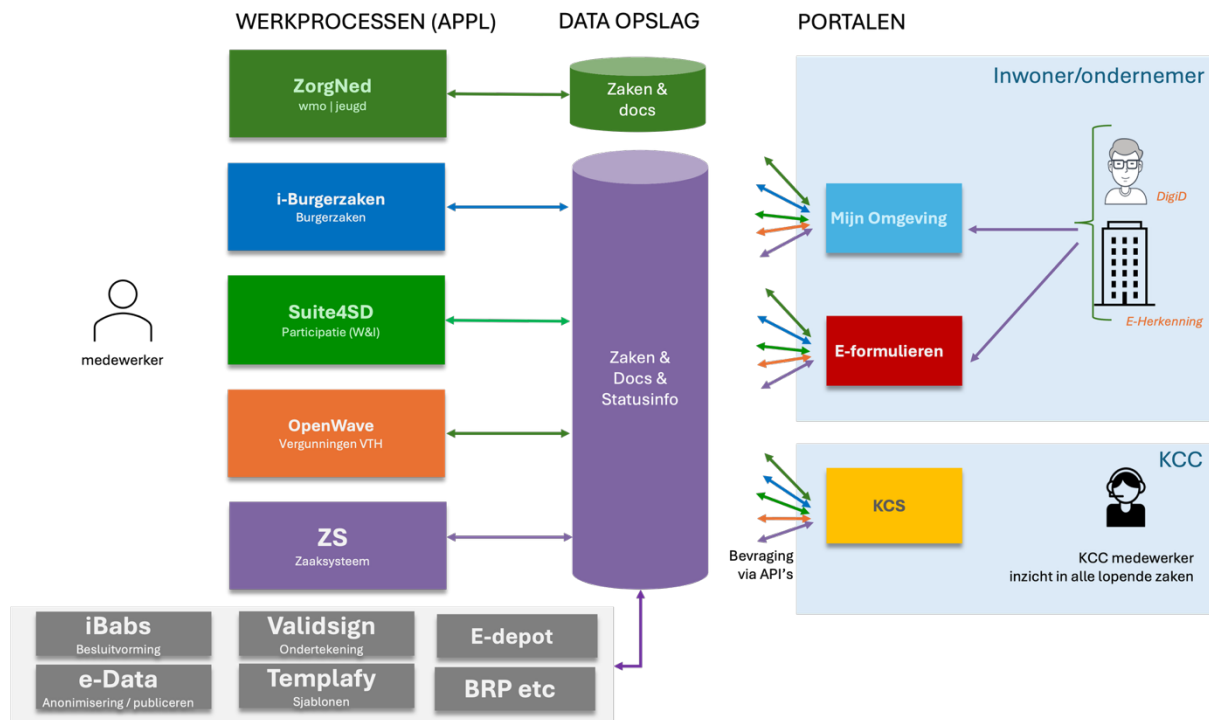 WERKPROCESSEN (APPL)
DATA OPSLAG
PORTALEN
ZorgNed
wmo | jeugd
Zaken &
docs
Inwoner/ondernemer
i-Burgerzaken
Burgerzaken
Mijn Omgeving
DigiD
medewerker
Suite4SD
Participatie (W&I)
Zaken &
Docs &
Statusinfo
E-formulieren
E-Herkenning
OpenWave
Vergunningen VTH
KCC
ZS
Zaaksysteem
KCS
Bevraging
via API's
KCC medewerker
inzicht in alle lopende zaken
iBabs
Besluitvorming
Validsign
Ondertekening
E-depot
e-Data
Anonimisering / publiceren
Templafy
Sjablonen
BRP etc